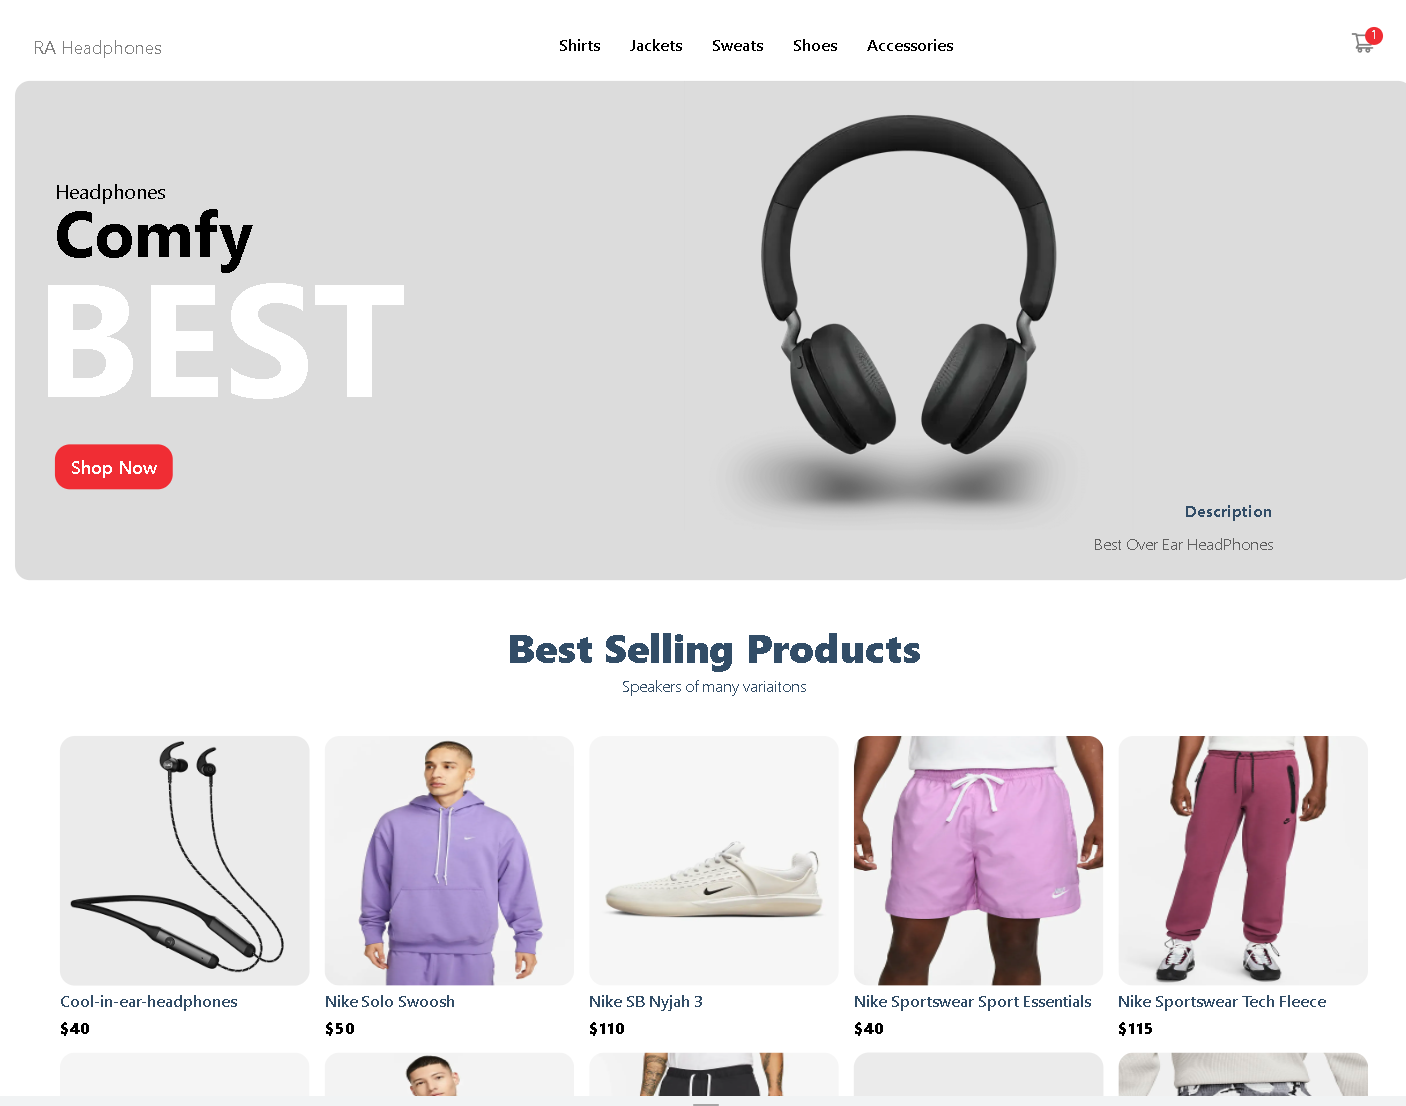 RA Headphones
Shirts Jackets Sweats Shoes Accessories
1
Headphones
Comfy
BEST
Shop Now
Description
Best Over Ear HeadPhones
Best Selling Products
Speakers of many variaitons
Cool-in-ear-headphones
$40
Nike Solo Swoosh
$50
Nike SB Nyjah 3
$110
Nike Sportswear Sport Essentials
$40
Nike Sportswear Tech Fleece
$115